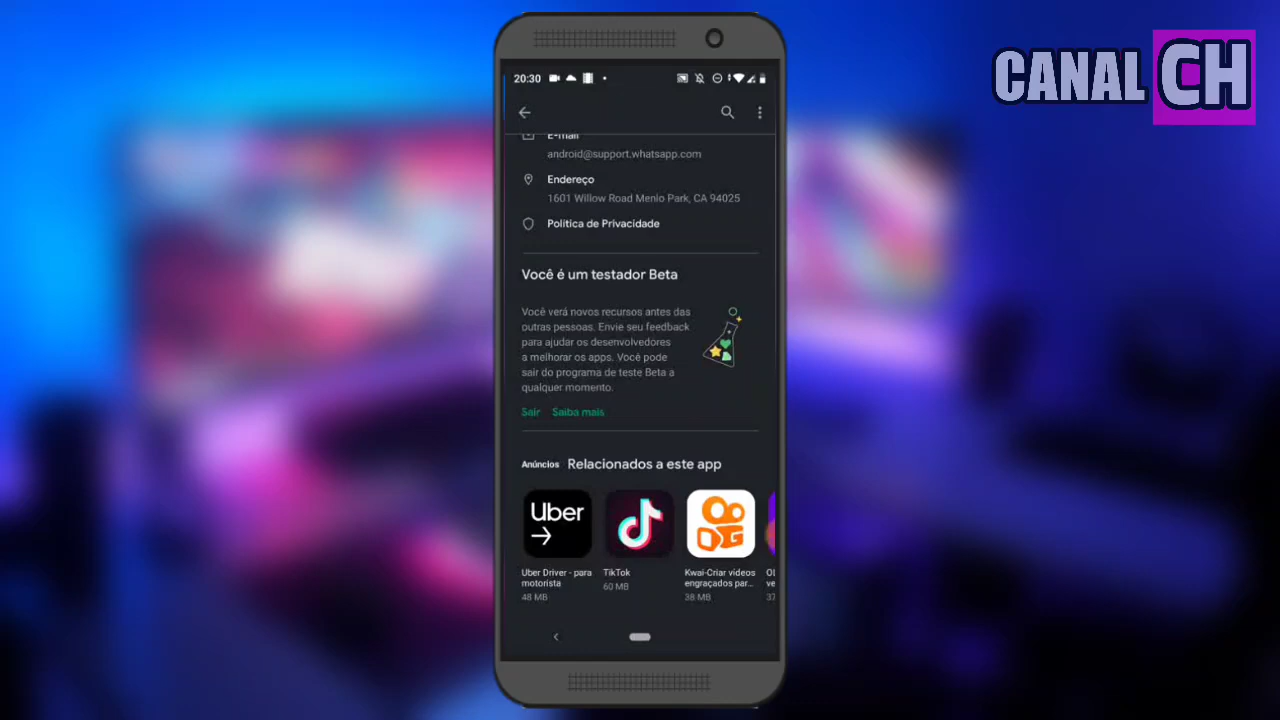 CANAL CH
20:30
E-mail
android@support.whatsapp.com
Endereço
1601 Willow Road Menlo Park, CA 94025
Política de Privacidade
Você é um testador Beta
Você verá novos recursos antes das
outras pessoas. Envie seu feedback
para ajudar os desenvolvedores
a melhorar os apps. Você pode
sair do programa de teste Beta a
qualquer momento.
Sair Saiba mais
Anúncios Relacionados a este app
Uber
Uber Driver - para
motorista
48 MB
TikTok
60 MB
Kwai-Criar vídeos
engraçados par...
38 MB
OL
ve
37